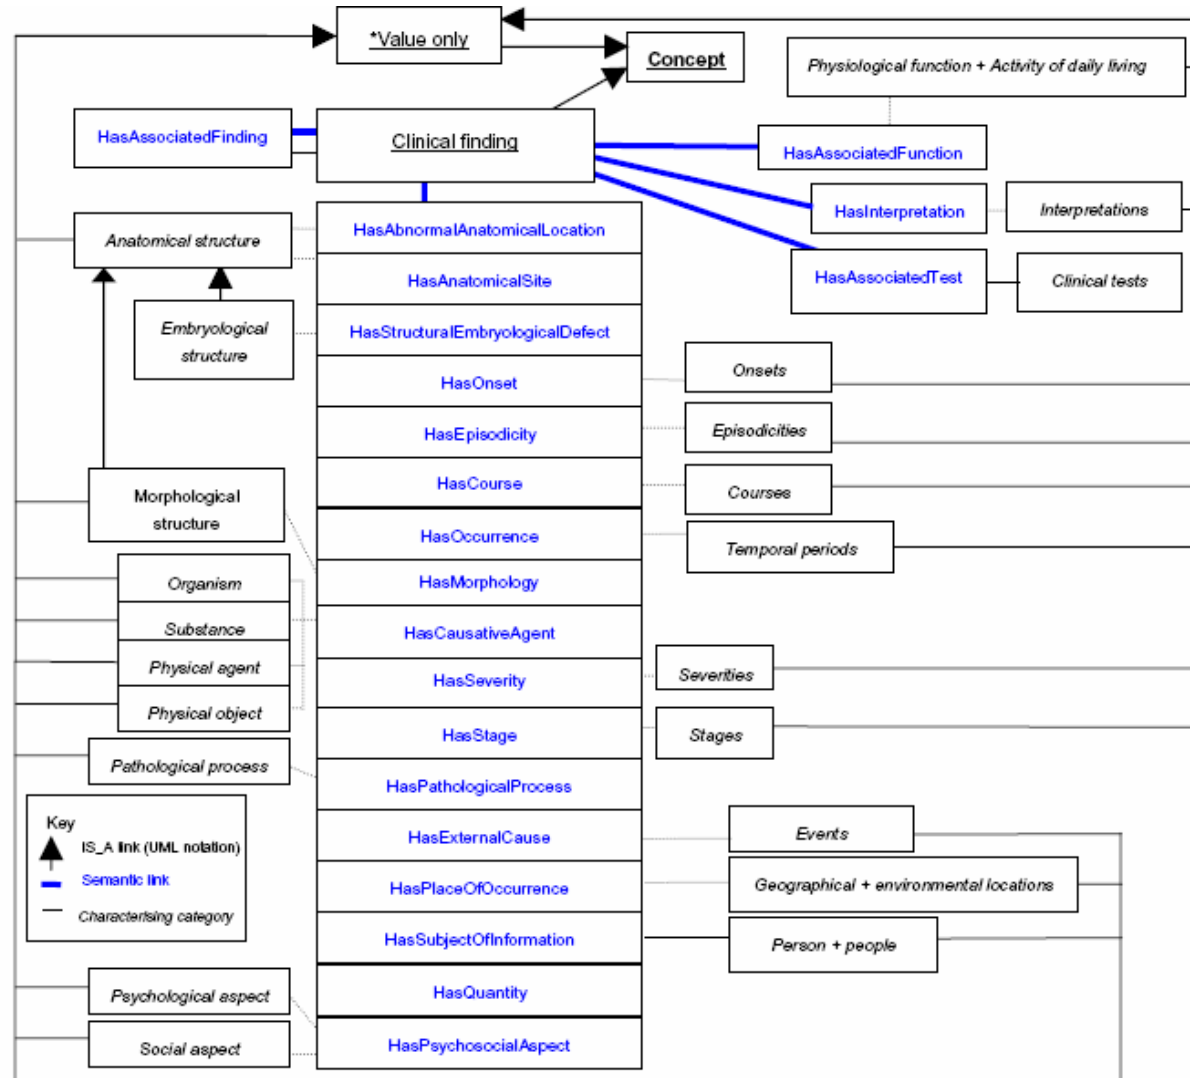 *Value only
Concept
Physiological function + Activity of daily living
HasAssociatedFinding
Clinical finding
HasAssociatedFunction
HasInterpretation
Interpretations
HasAssociatedTest
Clinical tests
Anatomical structure
HasAbnormalAnatomicalLocation
HasAnatomicalSite
Embryological
structure
HasStructuralEmbryologicalDefect
HasOnset
Onsets
HasEpisodicity
Episodicities
HasCourse
Courses
Morphological
structure
HasOccurrence
Temporal periods
HasMorphology
Organism
Substance
HasCausativeAgent
Physical agent
Physical object
HasSeverity
Severities
HasStage
Stages
Pathological process
HasPathologicalProcess
Key
IS_A link (UML notation)
Semantic link
Characterising category
HasExternalCause
Events
HasPlaceOfOccurrence
Geographical + environmental locations
HasSubjectOfInformation
Person + people
Psychological aspect
HasQuantity
Social aspect
HasPsychosocialAspect